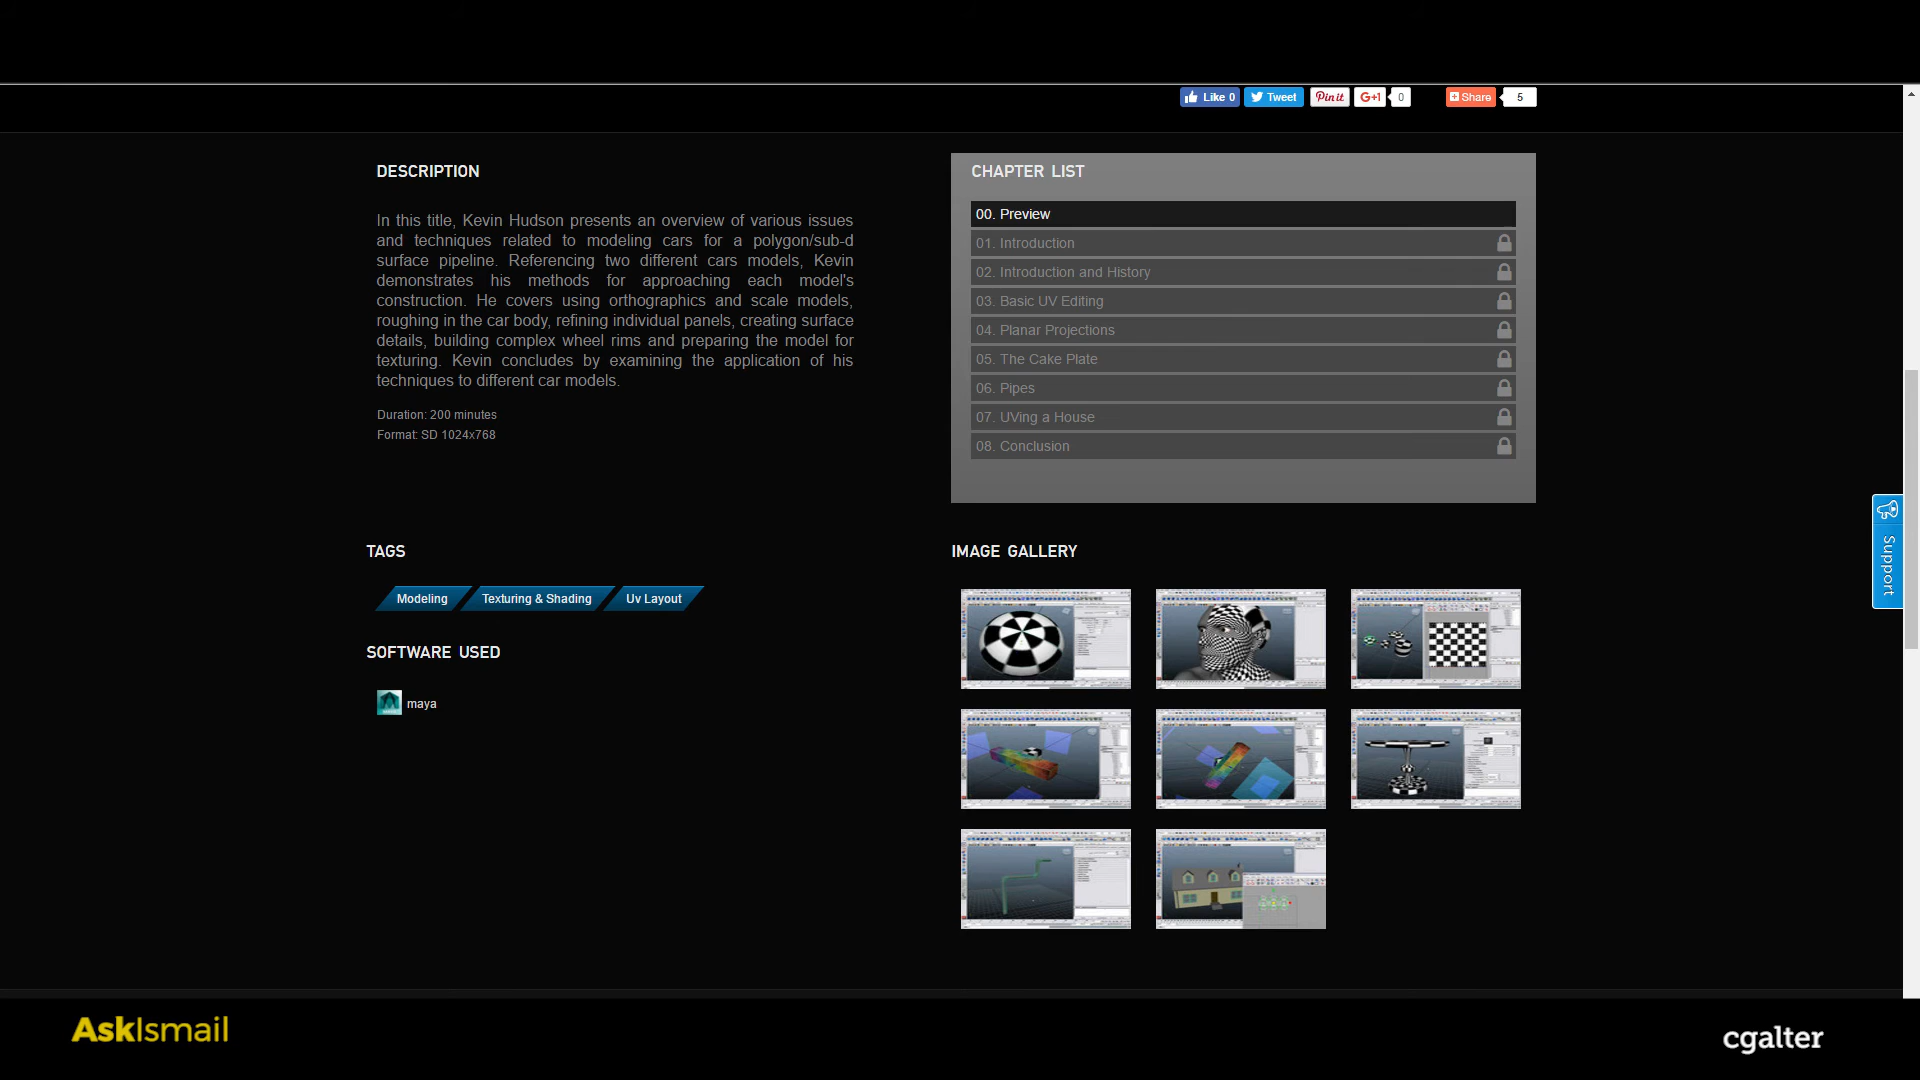 Like 0
Tweet
Pin it
G+1
0
Share
5
DESCRIPTION
In this title, Kevin Hudson presents an overview of various issues
and techniques related to modeling cars for a polygon/sub-d
surface pipeline. Referencing two different cars models, Kevin
demonstrates his methods for approaching each model's
construction. He covers using orthographics and scale models,
roughing in the car body, refining individual panels, creating surface
details, building complex wheel rims and preparing the model for
texturing. Kevin concludes by examining the application of his
techniques to different car models.
Duration: 200 minutes
Format: SD 1024x768
CHAPTER LIST
00. Preview
01. Introduction
02. Introduction and History
03. Basic UV Editing
04. Planar Projections
05. The Cake Plate
06. Pipes
07. UVing a House
08. Conclusion
Support
TAGS
Modeling
Texturing & Shading
Uv Layout
SOFTWARE USED
maya
IMAGE GALLERY
AskIsmail
cgalter